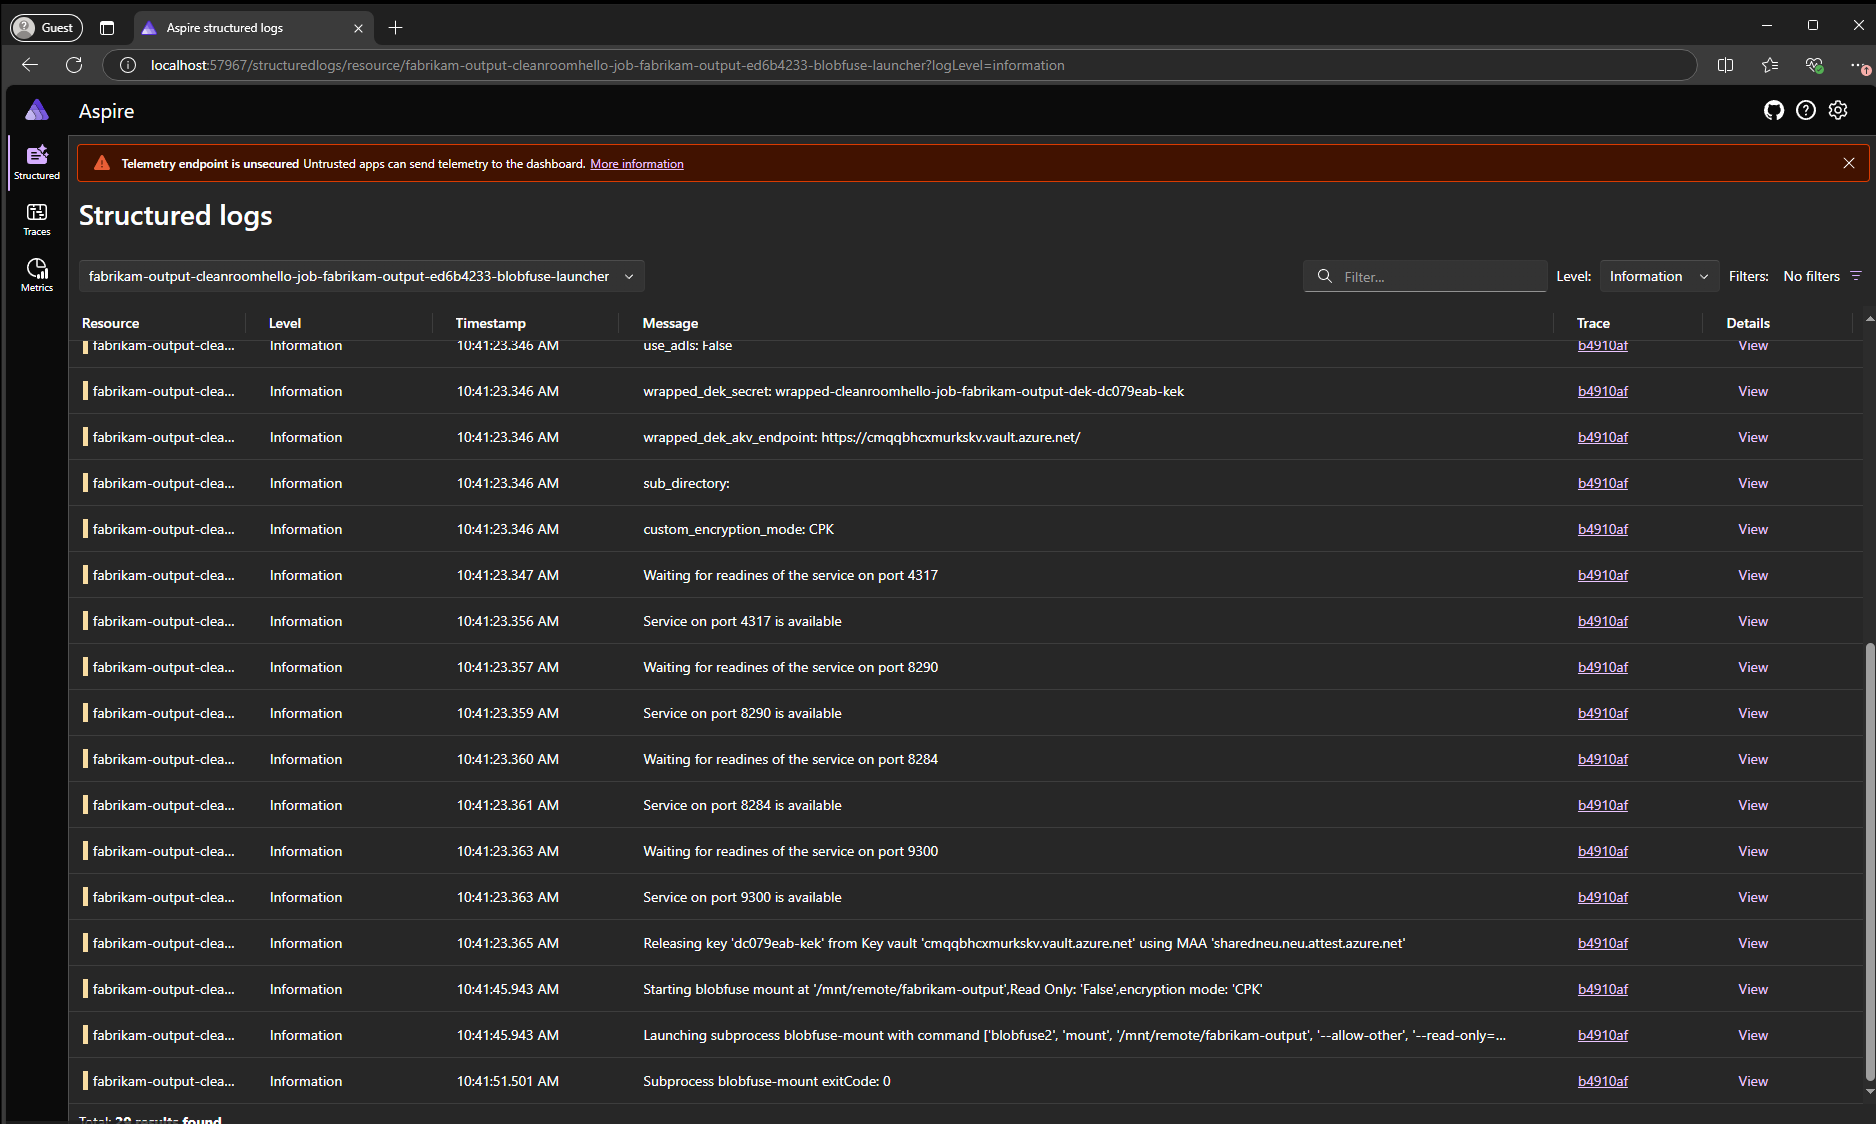 Guest
Aspire structured logs
localhost:57967/structuredlogs/resource/fabrikam-output-cleanroomhello-job-fabrikam-output-ed6b4233-blobfuse-launcher?logLevel=information
Aspire
Structured
Traces
Metrics
Telemetry endpoint is unsecured Untrusted apps can send telemetry to the dashboard. More information
Structured logs
fabrikam-output-cleanroomhello-job-fabrikam-output-ed6b4233-blobfuse-launcher
Filter... Level: Information Filters: No filters
Resource Level Timestamp Message Trace Details
fabrikam-output-clea... Information 10:41:23.346 AM use_adls: False b4910af View
fabrikam-output-clea... Information 10:41:23.346 AM wrapped_dek_secret: wrapped-cleanroomhello-job-fabrikam-output-dek-dc079eab-kek b4910af View
fabrikam-output-clea... Information 10:41:23.346 AM wrapped_dek_akv_endpoint: https://cmqqbhcxmurkskv.vault.azure.net/ b4910af View
fabrikam-output-clea... Information 10:41:23.346 AM sub_directory: b4910af View
fabrikam-output-clea... Information 10:41:23.346 AM custom_encryption_mode: CPK b4910af View
fabrikam-output-clea... Information 10:41:23.347 AM Waiting for readines of the service on port 4317 b4910af View
fabrikam-output-clea... Information 10:41:23.356 AM Service on port 4317 is available b4910af View
fabrikam-output-clea... Information 10:41:23.357 AM Waiting for readines of the service on port 8290 b4910af View
fabrikam-output-clea... Information 10:41:23.359 AM Service on port 8290 is available b4910af View
fabrikam-output-clea... Information 10:41:23.360 AM Waiting for readines of the service on port 8284 b4910af View
fabrikam-output-clea... Information 10:41:23.361 AM Service on port 8284 is available b4910af View
fabrikam-output-clea... Information 10:41:23.363 AM Waiting for readines of the service on port 9300 b4910af View
fabrikam-output-clea... Information 10:41:23.363 AM Service on port 9300 is available b4910af View
fabrikam-output-clea... Information 10:41:23.365 AM Releasing key 'dc079eab-kek' from Key vault 'cmqqbhcxmurkskv.vault.azure.net' using MAA 'sharedneu.neu.attest.azure.net' b4910af View
fabrikam-output-clea... Information 10:41:45.943 AM Starting blobfuse mount at '/mnt/remote/fabrikam-output',Read Only: 'False',encryption mode: 'CPK' b4910af View
fabrikam-output-clea... Information 10:41:45.943 AM Launching subprocess blobfuse-mount with command ['blobfuse2', 'mount', '/mnt/remote/fabrikam-output', '--allow-other', '--read-only=... b4910af View
fabrikam-output-clea... Information 10:41:51.501 AM Subprocess blobfuse-mount exitCode: 0 b4910af View
Total: results found